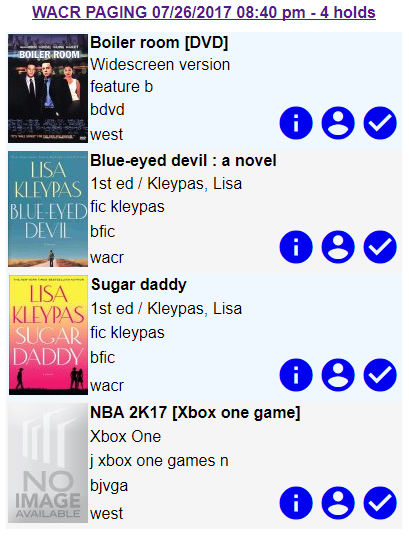 WACR PAGING 07/26/2017 08:40 pm - 4 holds
BOILER ROOM
Boiler room [DVD]
Widescreen version
feature b
bdvd
west
LISA
KLEYPAS
BLUE-EYED
DEVIL
Blue-eyed devil : a novel
1st ed / Kleypas, Lisa
fic kleypas
bfic
wacr
LISA
KLEYPAS
SUGAR
DADDY
Sugar daddy
1st ed / Kleypas, Lisa
fic kleypas
bfic
wacr
NO
IMAGE
AVAILABLE
NBA 2K17 [Xbox one game]
Xbox One
j xbox one games n
bjvga
west